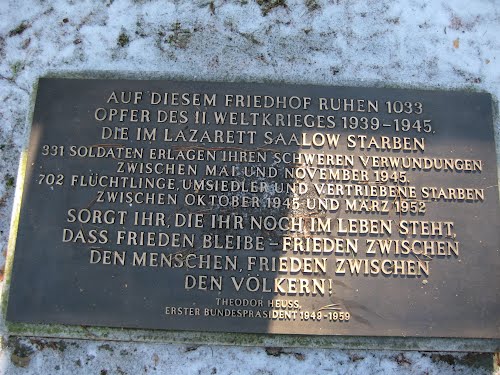 AUF DIESEM FRIEDHOF RUHEN 1033
OPFER DES II. WELTKRIEGES 1939-1945.
DIE IM LAZARETT SAALOW STARBEN
331 SOLDATEN ERLAGEN IHREN SCHWEREN VERWUNDUNGEN
ZWISCHEN MAI UND NOVEMBER 1945.
702 FLÜCHTLINGE, UMSIEDLER UND VERTRIEBENE STARBEN
ZWISCHEN OKTOBER 1945 UND MÄRZ 1952
SORGT IHR, DIE IHR NOCH IM LEBEN STEHT,
DASS FRIEDEN BLEIBE - FRIEDEN ZWISCHEN
DEN MENSCHEN, FRIEDEN ZWISCHEN
DEN VÖLKERN!
THEODOR HEUSS.
ERSTER BUNDESPRÄSIDENT 1949-1959